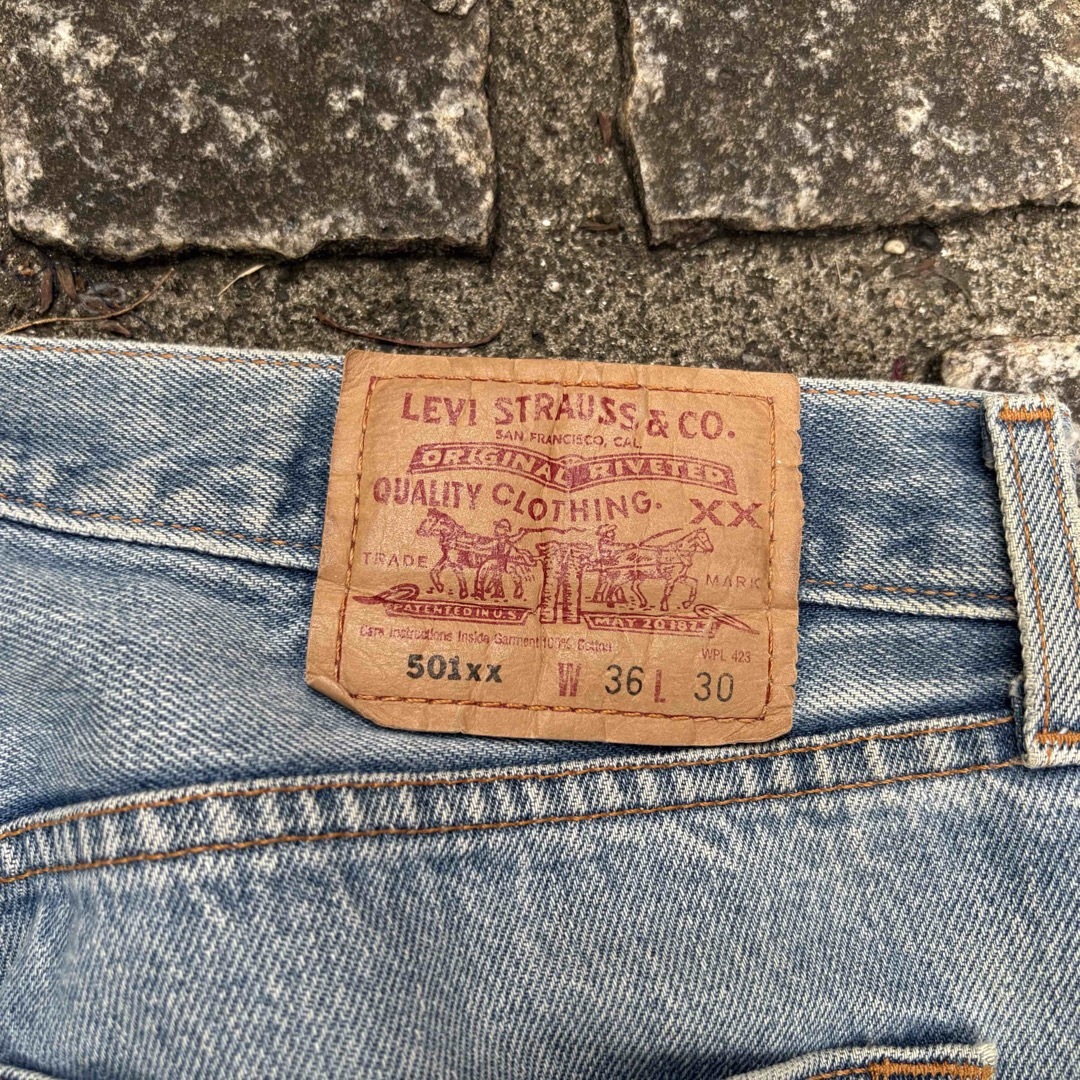 LEVI STRAUSS & CO.
SAN FRANCISCO, CAL.
ORIGINAL RIVETED
QUALITY CLOTHING. XX
TRADE MARK
PATENTED IN U.S. MAY 20 1873
Care Instructions Inside Garment 100% Cotton
WPL 423
501xx W 36 L 30